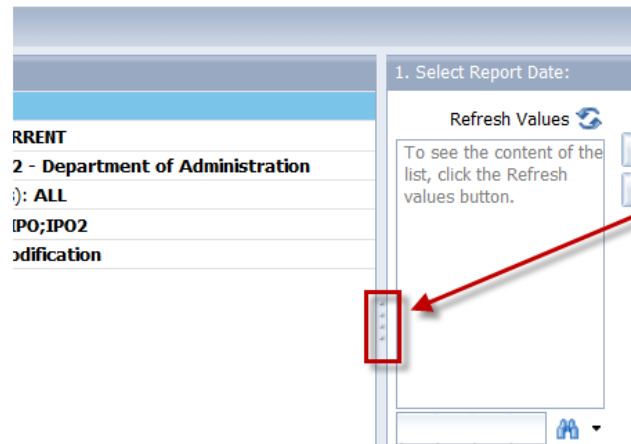 1. Select Report Date:
RRENT
2 - Department of Administration
): ALL
IPO;IPO2
odification
Refresh Values
To see the content of the
list, click the Refresh
values button.